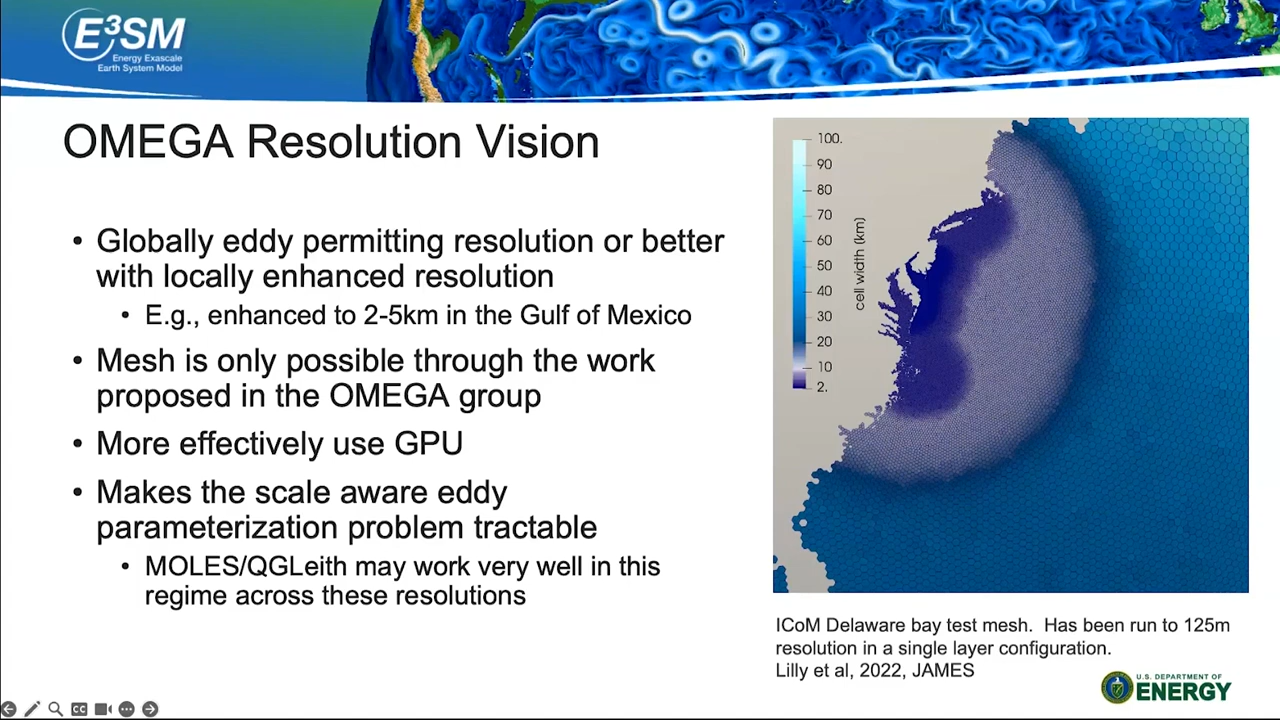 E³SM
Energy Exascale
Earth System Model
OMEGA Resolution Vision
• Globally eddy permitting resolution or better
with locally enhanced resolution
• E.g., enhanced to 2-5km in the Gulf of Mexico
• Mesh is only possible through the work
proposed in the OMEGA group
• More effectively use GPU
• Makes the scale aware eddy
parameterization problem tractable
• MOLES/QGLeith may work very well in this
regime across these resolutions
100.
90
80
70
60
50
40
30
20
10
2.
cell width (km)
ICoM Delaware bay test mesh. Has been run to 125m
resolution in a single layer configuration.
Lilly et al, 2022, JAMES
U.S. DEPARTMENT OF
ENERGY
CC